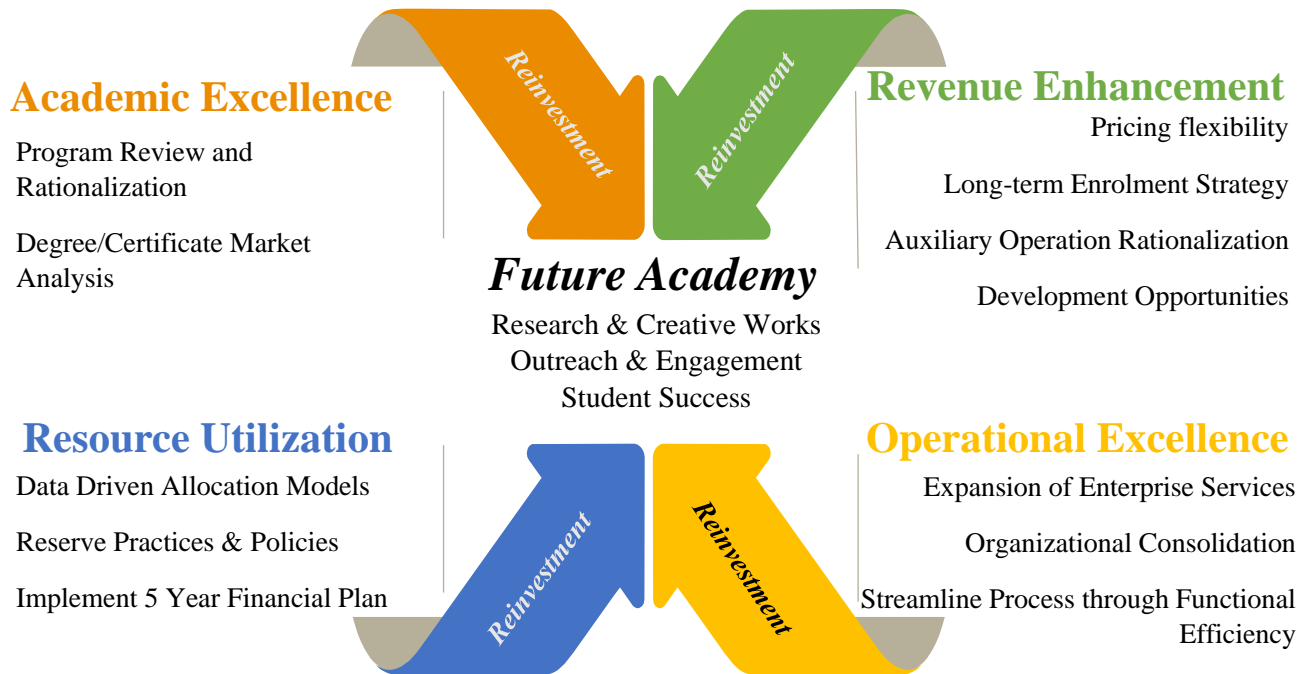 Reinvestment
Reinvestment
Academic Excellence
Program Review and
Rationalization
Degree/Certificate Market
Analysis
Revenue Enhancement
Pricing flexibility
Long-term Enrolment Strategy
Auxiliary Operation Rationalization
Development Opportunities
Future Academy
Research & Creative Works
Outreach & Engagement
Student Success
Resource Utilization
Data Driven Allocation Models
Reserve Practices & Policies
Implement 5 Year Financial Plan
Reinvestment
Reinvestment
Operational Excellence
Expansion of Enterprise Services
Organizational Consolidation
Streamline Process through Functional
Efficiency